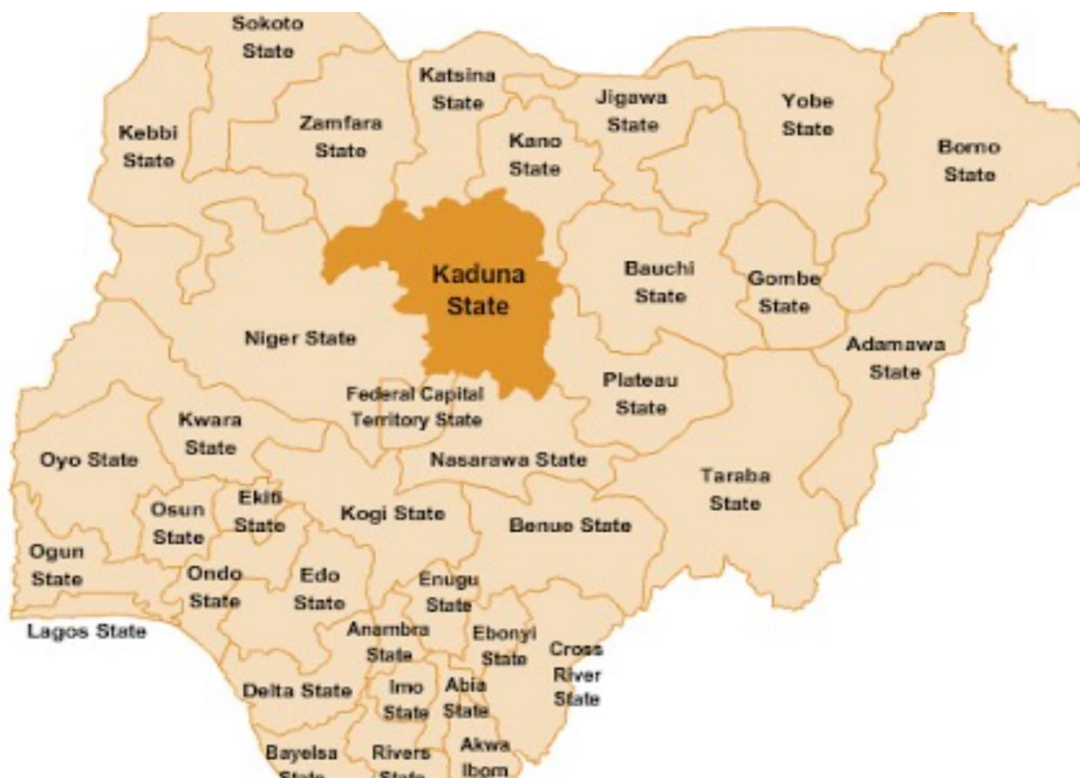 Sokoto
State
Katsina
State
Jigawa
State
Yobe
State
Kebbi
State
Zamfara
State
Kano
State
Borno
State
Kaduna
State
Bauchi
State
Gombe
State
Niger State
Adamawa
State
Federal Capital
Territory State
Plateau
State
Kwara
State
Oyo State
Nasarawa State
Taraba
State
Osun
State
Ekiti
State
Kogi State
Benue State
Ogun
State
Ondo
State
Edo
State
Enugu
State
Lagos State
Anambra
State
Ebonyi
State
Cross
River
State
Delta State
Imo
State
Abia
State
Bayelsa
State
Rivers
State
Akwa
Ibom